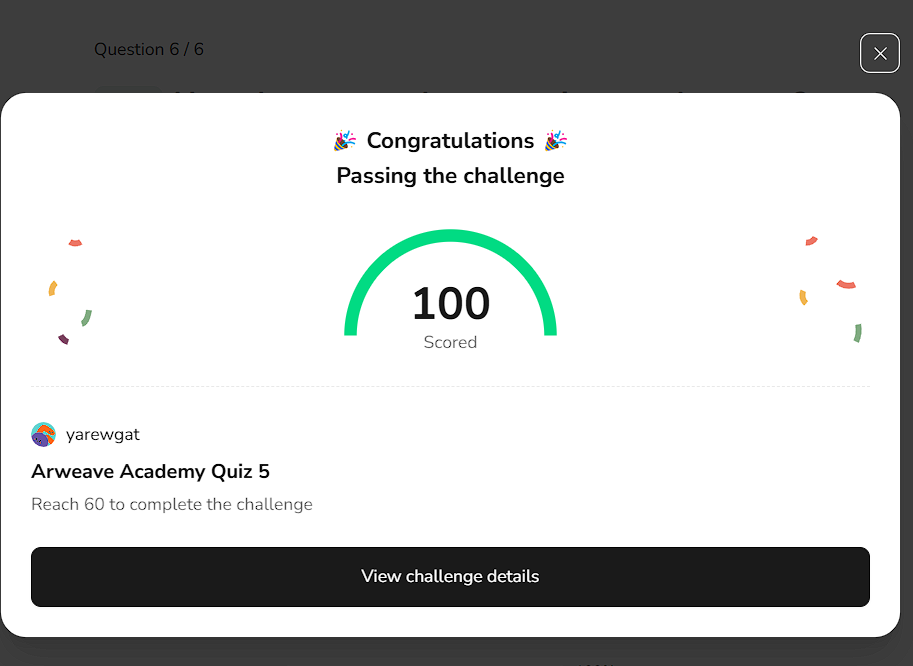 Question 6 / 6
🎉 Congratulations 🎉
Passing the challenge
100
Scored
yarewgat
Arweave Academy Quiz 5
Reach 60 to complete the challenge
View challenge details